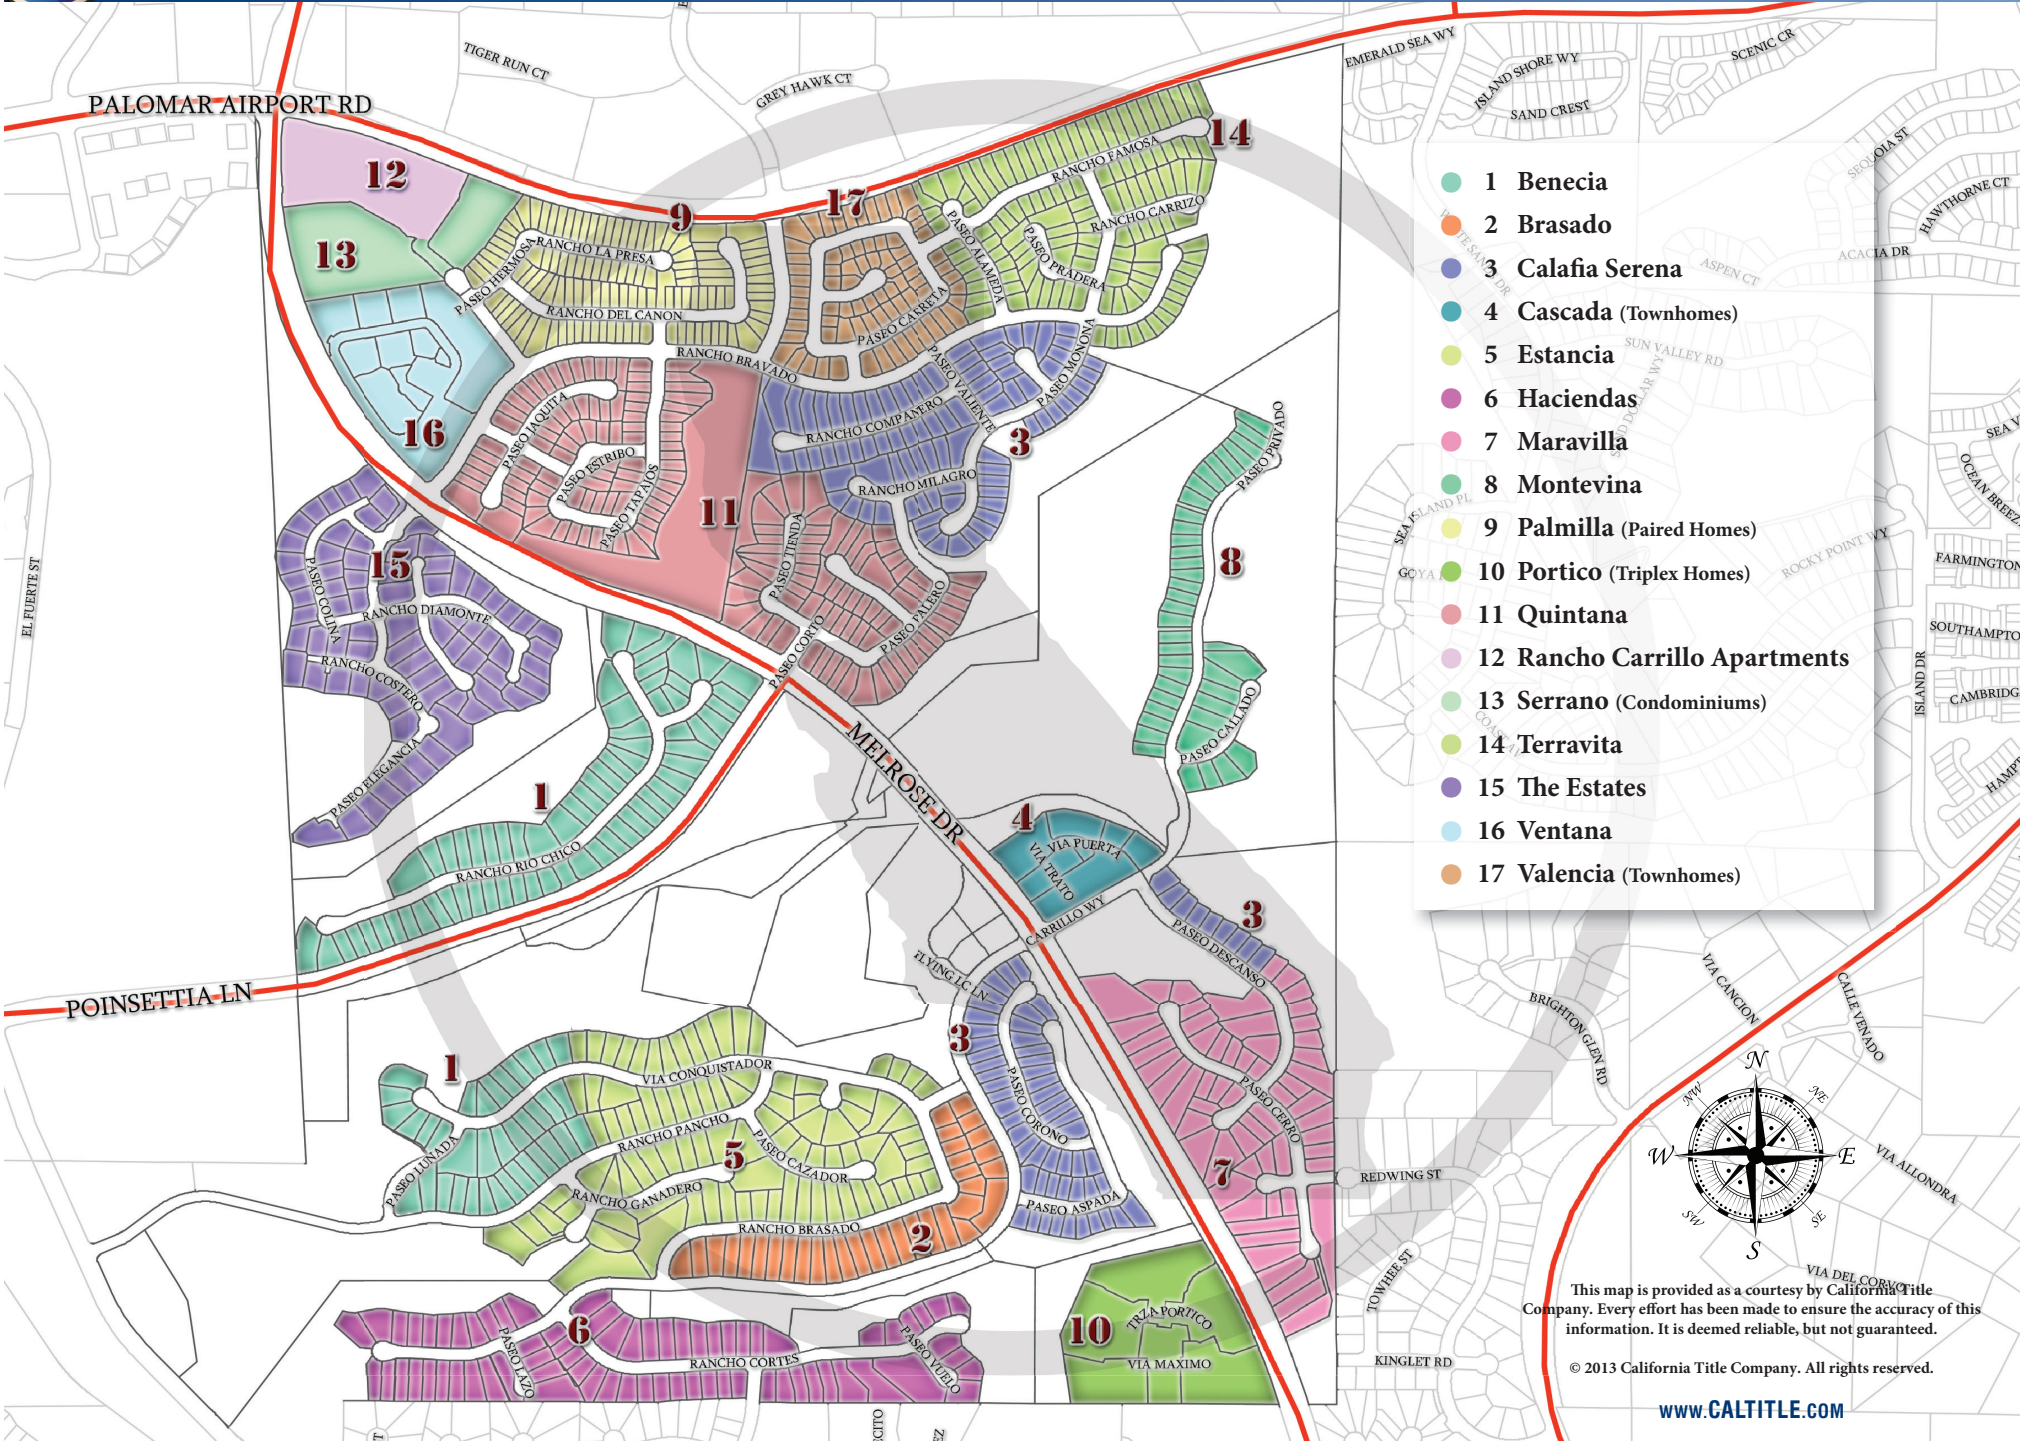 TIGER RUN CT
GREY HAWK CT
EMERALD SEA WY
ISLAND SHORE WY
SCENIC CR
SAND CREST
PALOMAR AIRPORT RD
SEQUOIA ST
HAWTHORNE CT
ACACIA DR
ASPEN CT
SUN VALLEY RD
12
13
9
17
14
RANCHO FAMOSA
RANCHO CARRIZO
PASEO ALAMEDA
PASEO PRADERA
PASEO HERMOSA
RANCHO LA PRESA
RANCHO DEL CANON
PASEO CARRETA
RANCHO BRAVADO
PASEO VALIENTE
PASEO MONONA
RANCHO COMPANERO
RANCHO MILAGRO
3
16
PASEO JAQUITA
PASEO ESTRIBO
PASEO TAPAJOS
11
PASEO TIENDA
PASEO PALERO
PASEO CORTO
PASEO PRIVADO
8
PASEO CALLADO
EL FUERTE ST
15
PASEO COLINA
RANCHO DIAMONTE
RANCHO COSTERO
PASEO ELEGANCIA
1
RANCHO RIO CHICO
POINSETTIA LN
MELROSE DR
4
VIA PUERTA
VIA TRATO
CARRILLO WY
3
PASEO DESCANSO
FLYING LC LN
3
PASEO CORONO
PASEO ASPADA
7
PASEO CERRO
1
PASEO LUNADA
VIA CONQUISTADOR
RANCHO PANCHO
5
PASEO CAZADOR
RANCHO GANADERO
RANCHO BRASADO
2
6
PASEO LAZO
RANCHO CORTES
PASEO VUELO
10
TRZA PORTICO
VIA MAXIMO
REDWING ST
TOWHEE ST
KINGLET RD
BRIGHTON GLEN RD
VIA CANCION
CALLE VENADO
VIA ALLONDRA
VIA DEL CORVO
ROCKY POINT WY
ISLAND DR
OCEAN BREEZE
FARMINGTON
SOUTHAMPTO
CAMBRIDG
HAMPT
SEA V
1 Benecia
2 Brasado
3 Calafia Serena
4 Cascada (Townhomes)
5 Estancia
6 Haciendas
7 Maravilla
8 Montevina
9 Palmilla (Paired Homes)
10 Portico (Triplex Homes)
11 Quintana
12 Rancho Carrillo Apartments
13 Serrano (Condominiums)
14 Terravita
15 The Estates
16 Ventana
17 Valencia (Townhomes)
N
NE
E
SE
S
SW
W
NW
This map is provided as a courtesy by California Title
Company. Every effort has been made to ensure the accuracy of this
information. It is deemed reliable, but not guaranteed.
© 2013 California Title Company. All rights reserved.
www.CALTITLE.COM